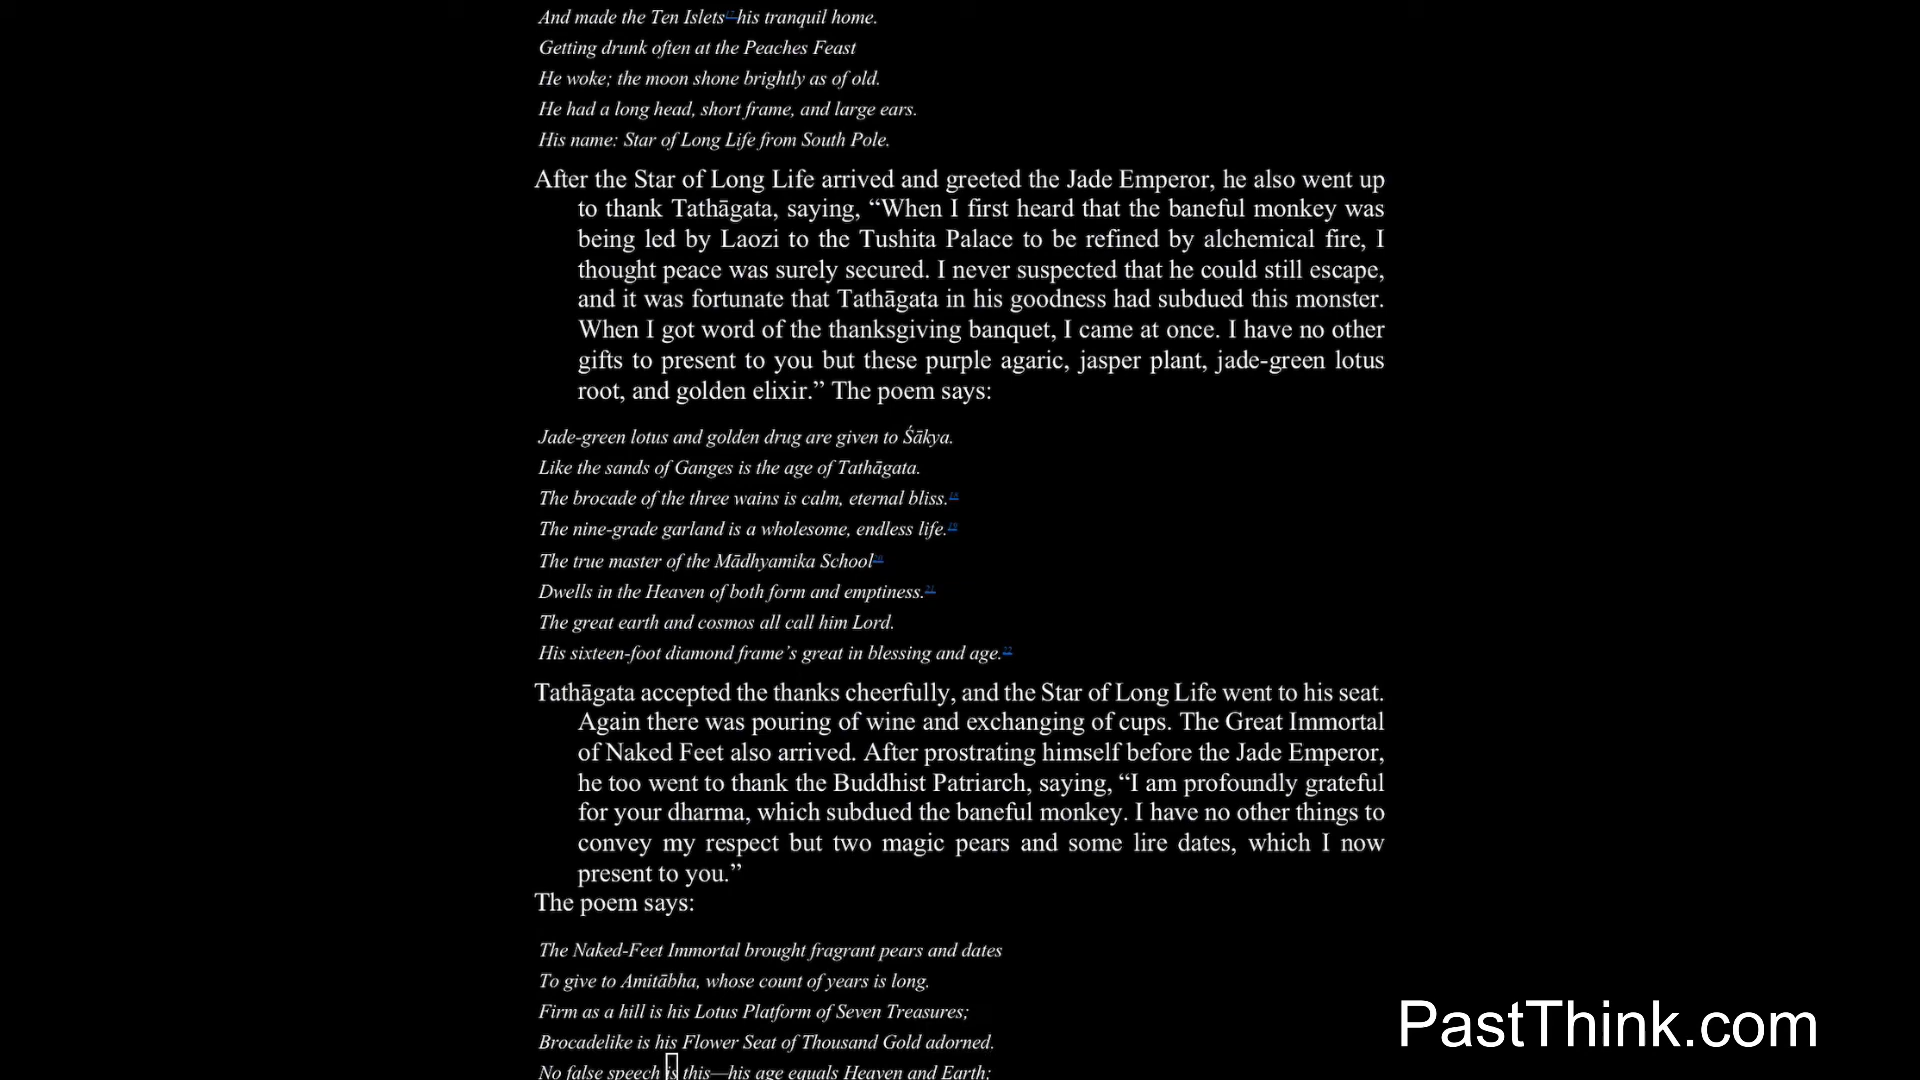 And made the Ten Islets17 his tranquil home.
Getting drunk often at the Peaches Feast
He woke; the moon shone brightly as of old.
He had a long head, short frame, and large ears.
His name: Star of Long Life from South Pole.
After the Star of Long Life arrived and greeted the Jade Emperor, he also went up
to thank Tathāgata, saying, “When I first heard that the baneful monkey was
being led by Laozi to the Tushita Palace to be refined by alchemical fire, I
thought peace was surely secured. I never suspected that he could still escape,
and it was fortunate that Tathāgata in his goodness had subdued this monster.
When I got word of the thanksgiving banquet, I came at once. I have no other
gifts to present to you but these purple agaric, jasper plant, jade-green lotus
root, and golden elixir.” The poem says:
Jade-green lotus and golden drug are given to Śākya.
Like the sands of Ganges is the age of Tathāgata.
The brocade of the three wains is calm, eternal bliss.18
The nine-grade garland is a wholesome, endless life.19
The true master of the Mādhyamika School20
Dwells in the Heaven of both form and emptiness.21
The great earth and cosmos all call him Lord.
His sixteen-foot diamond frame’s great in blessing and age.22
Tathāgata accepted the thanks cheerfully, and the Star of Long Life went to his seat.
Again there was pouring of wine and exchanging of cups. The Great Immortal
of Naked Feet also arrived. After prostrating himself before the Jade Emperor,
he too went to thank the Buddhist Patriarch, saying, “I am profoundly grateful
for your dharma, which subdued the baneful monkey. I have no other things to
convey my respect but two magic pears and some lire dates, which I now
present to you.”
The poem says:
The Naked-Feet Immortal brought fragrant pears and dates
To give to Amitābha, whose count of years is long.
Firm as a hill is his Lotus Platform of Seven Treasures;
Brocadelike is his Flower Seat of Thousand Gold adorned.
No false speech is this—his age equals Heaven and Earth;
PastThink.com